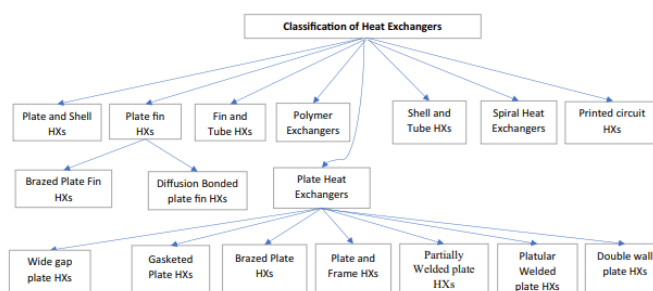 Classification of Heat Exchangers
Plate and Shell
HXs
Plate fin
HXs
Fin and
Tube HXs
Polymer
Exchangers
Shell and
Tube HXs
Spiral Heat
Exchangers
Printed circuit
HXs
Brazed Plate Fin
HXs
Diffusion Bonded
plate fin HXs
Plate Heat
Exchangers
Wide gap
plate HXs
Gasketed
Plate HXs
Brazed Plate
HXs
Plate and
Frame HXs
Partially
Welded plate
HXs
Platular
Welded
plate HXs
Double wall
plate HXs